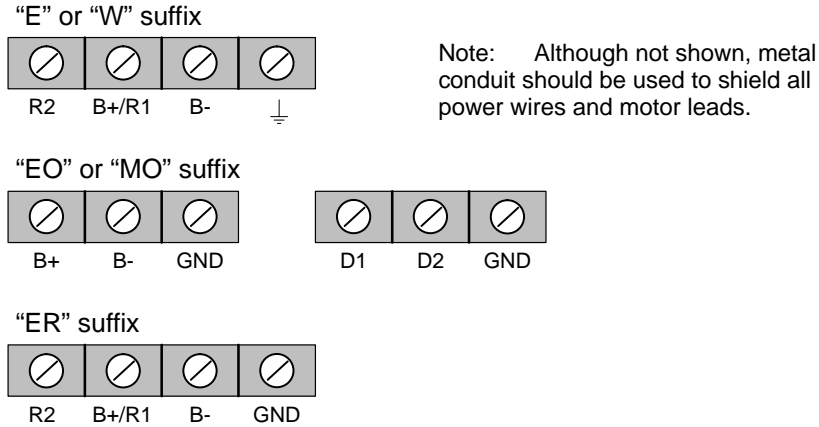 “E” or “W” suffix
R2 B+/R1 B-
Note: Although not shown, metal
conduit should be used to shield all
power wires and motor leads.
“EO” or “MO” suffix
B+ B- GND D1 D2 GND
“ER” suffix
R2 B+/R1 B- GND